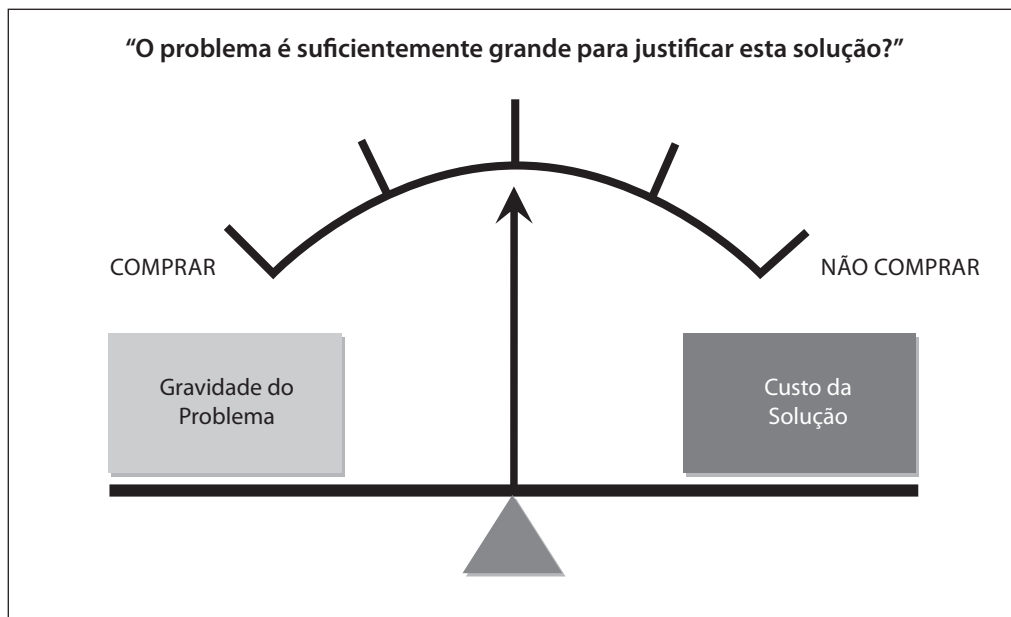 “O problema é suficientemente grande para justificar esta solução?”
COMPRAR
NÃO COMPRAR
Gravidade do
Problema
Custo da
Solução